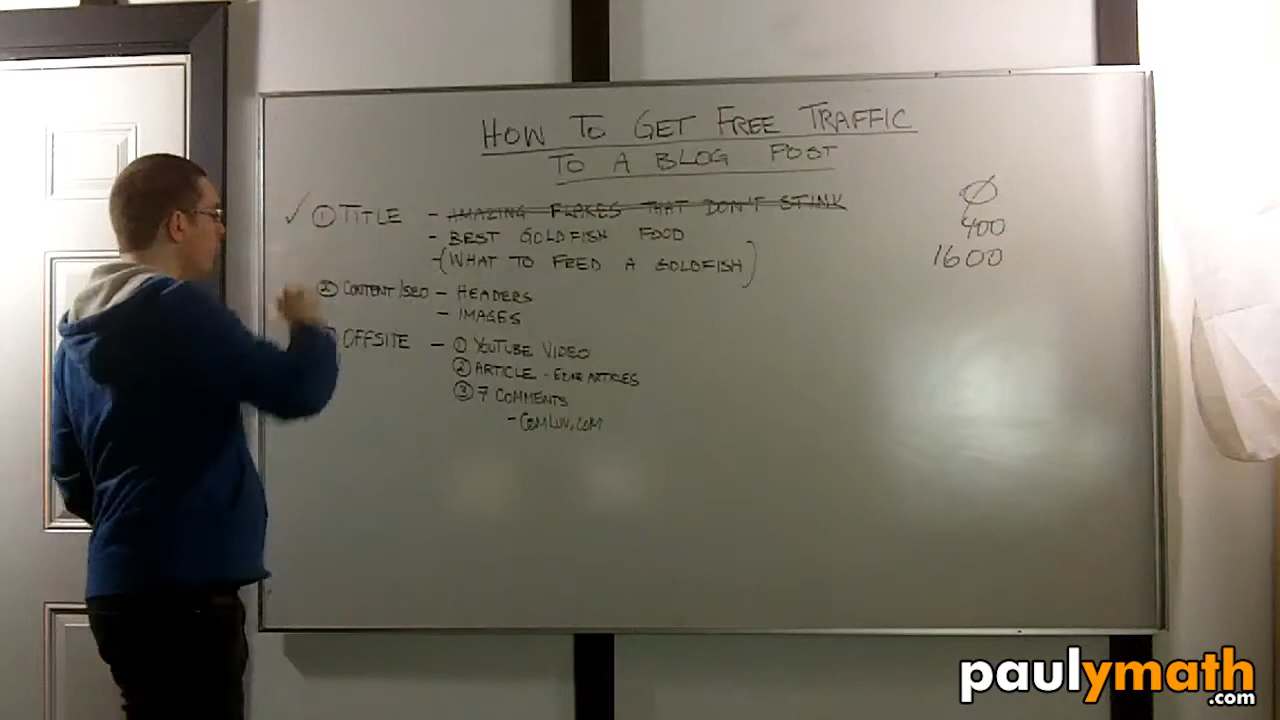 HOW TO GET FREE TRAFFIC
TO A BLOG POST
① TITLE - AMAZING FLAKES THAT DON'T STINK Ø
- BEST GOLDFISH FOOD 400
- (WHAT TO FEED A GOLDFISH) 1600
② CONTENT/SEO - HEADERS
- IMAGES
OFFSITE - ① YOUTUBE VIDEO
② ARTICLE - EZINE ARTICLES
③ 7 COMMENTS
- COMLUV.COM
paulymath
.com